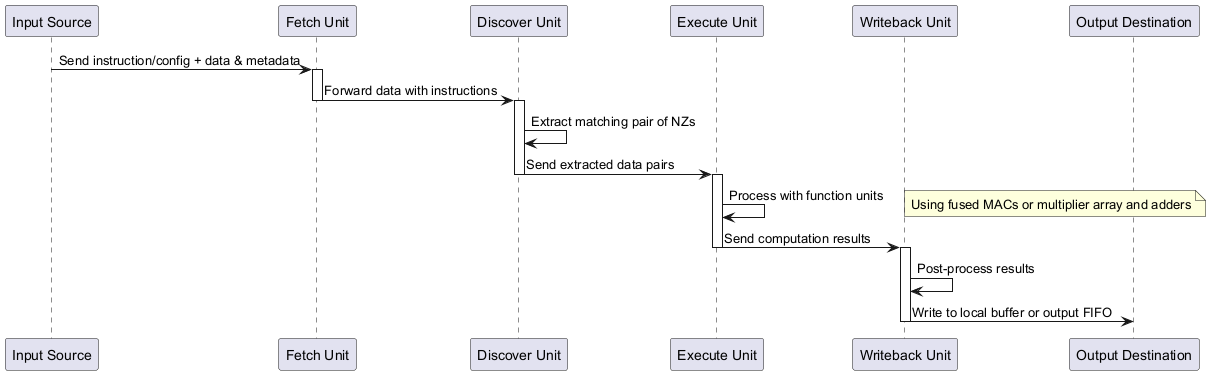 Input Source
Fetch Unit
Discover Unit
Execute Unit
Writeback Unit
Output Destination
Send instruction/config + data & metadata
Forward data with instructions
Extract matching pair of NZs
Send extracted data pairs
Process with function units
Using fused MACs or multiplier array and adders
Send computation results
Post-process results
Write to local buffer or output FIFO
Input Source
Fetch Unit
Discover Unit
Execute Unit
Writeback Unit
Output Destination